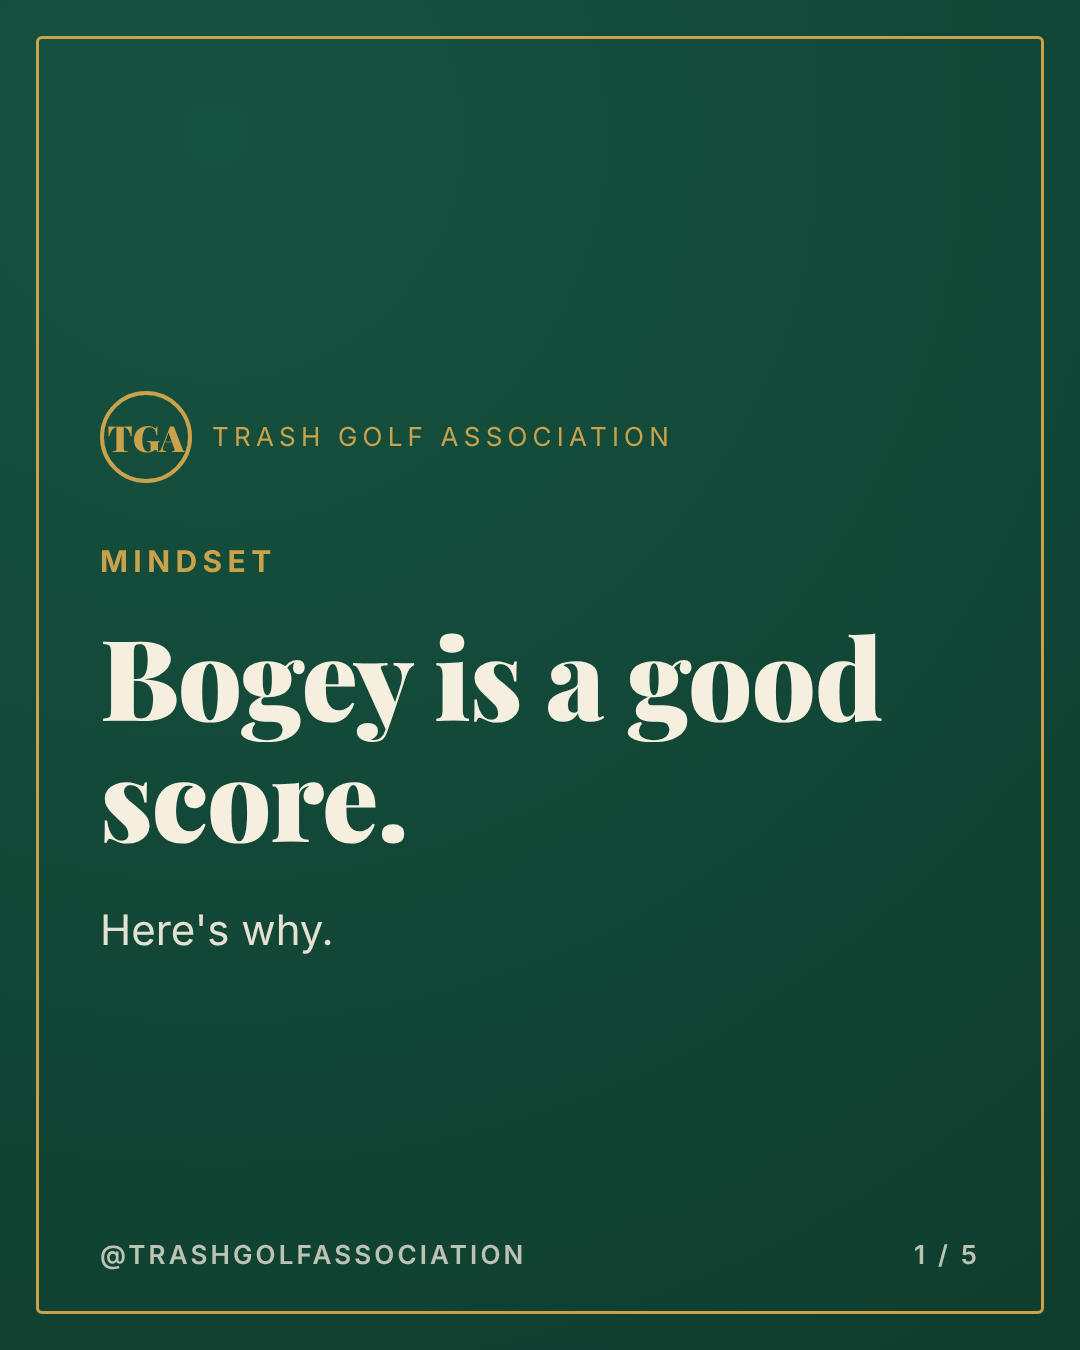 TGA TRASH GOLF ASSOCIATION
MINDSET
Bogey is a good
score.
Here's why.
@TRASHGOLFASSOCIATION 1 / 5